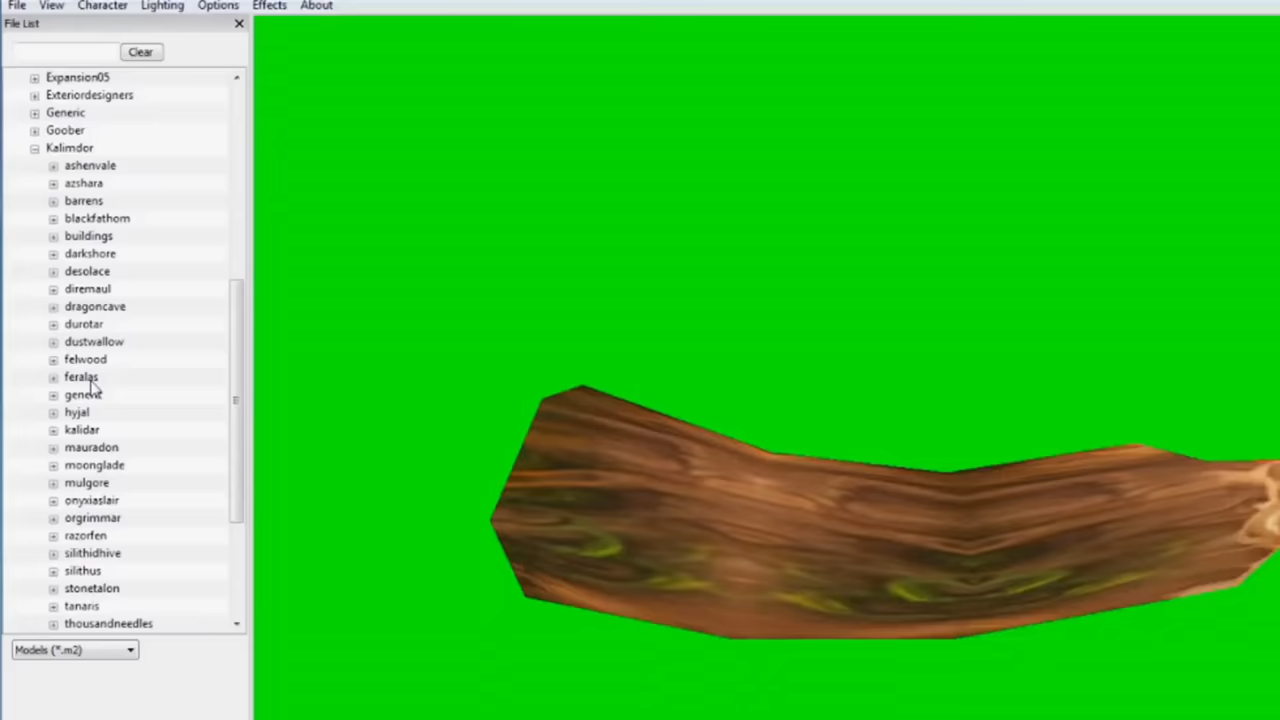 File View Character Lighting Options Effects About
File List
Clear
Expansion05
Exteriordesigners
Generic
Goober
Kalimdor
ashenvale
azshara
barrens
blackfathom
buildings
darkshore
desolace
diremaul
dragoncave
durotar
dustwallow
felwood
feralas
generic
hyjal
kalidar
mauradon
moonglade
mulgore
onyxiaslair
orgrimmar
razorfen
silithidhive
silithus
stonetalon
tanaris
thousandneedles
Models (*.m2)